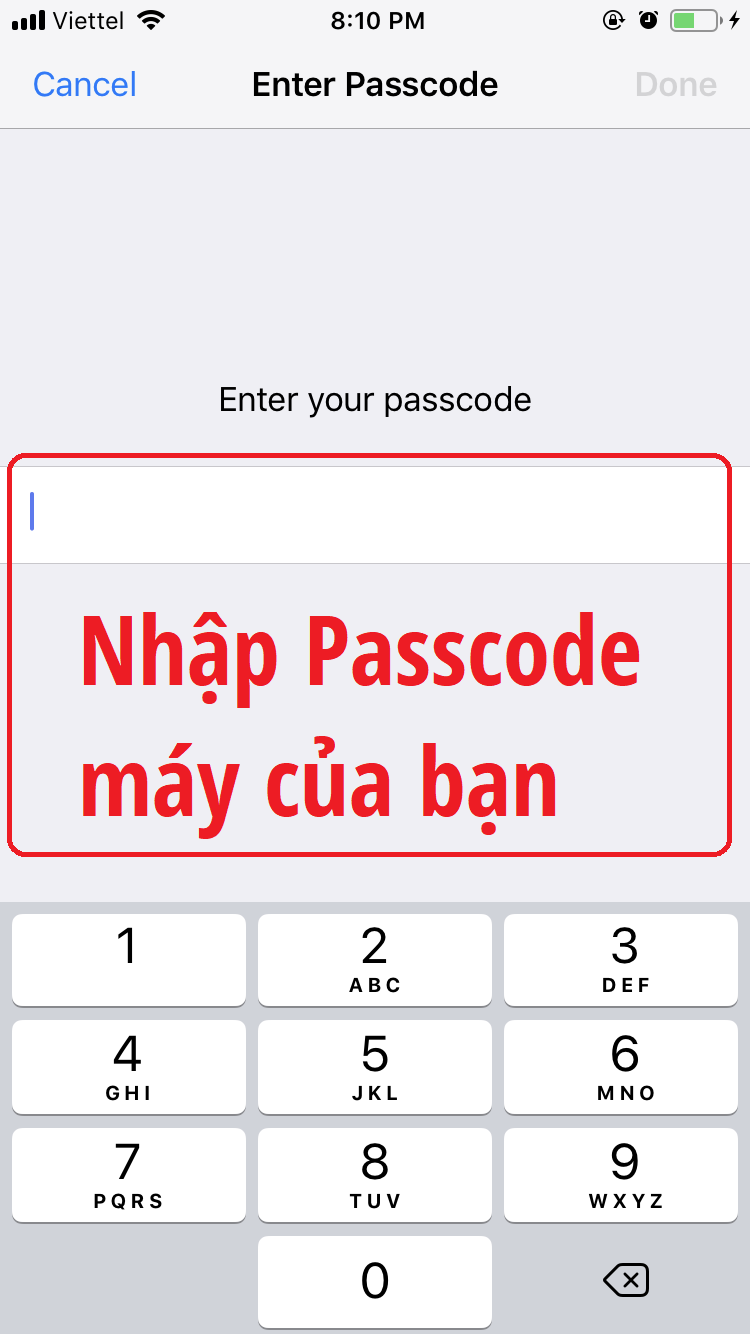 Viettel 8:10 PM
Cancel Enter Passcode Done
Enter your passcode
Nhập Passcode
máy của bạn
1 2 3
ABC DEF
4 5 6
GHI JKL MNO
7 8 9
PQRS TUV WXYZ
0